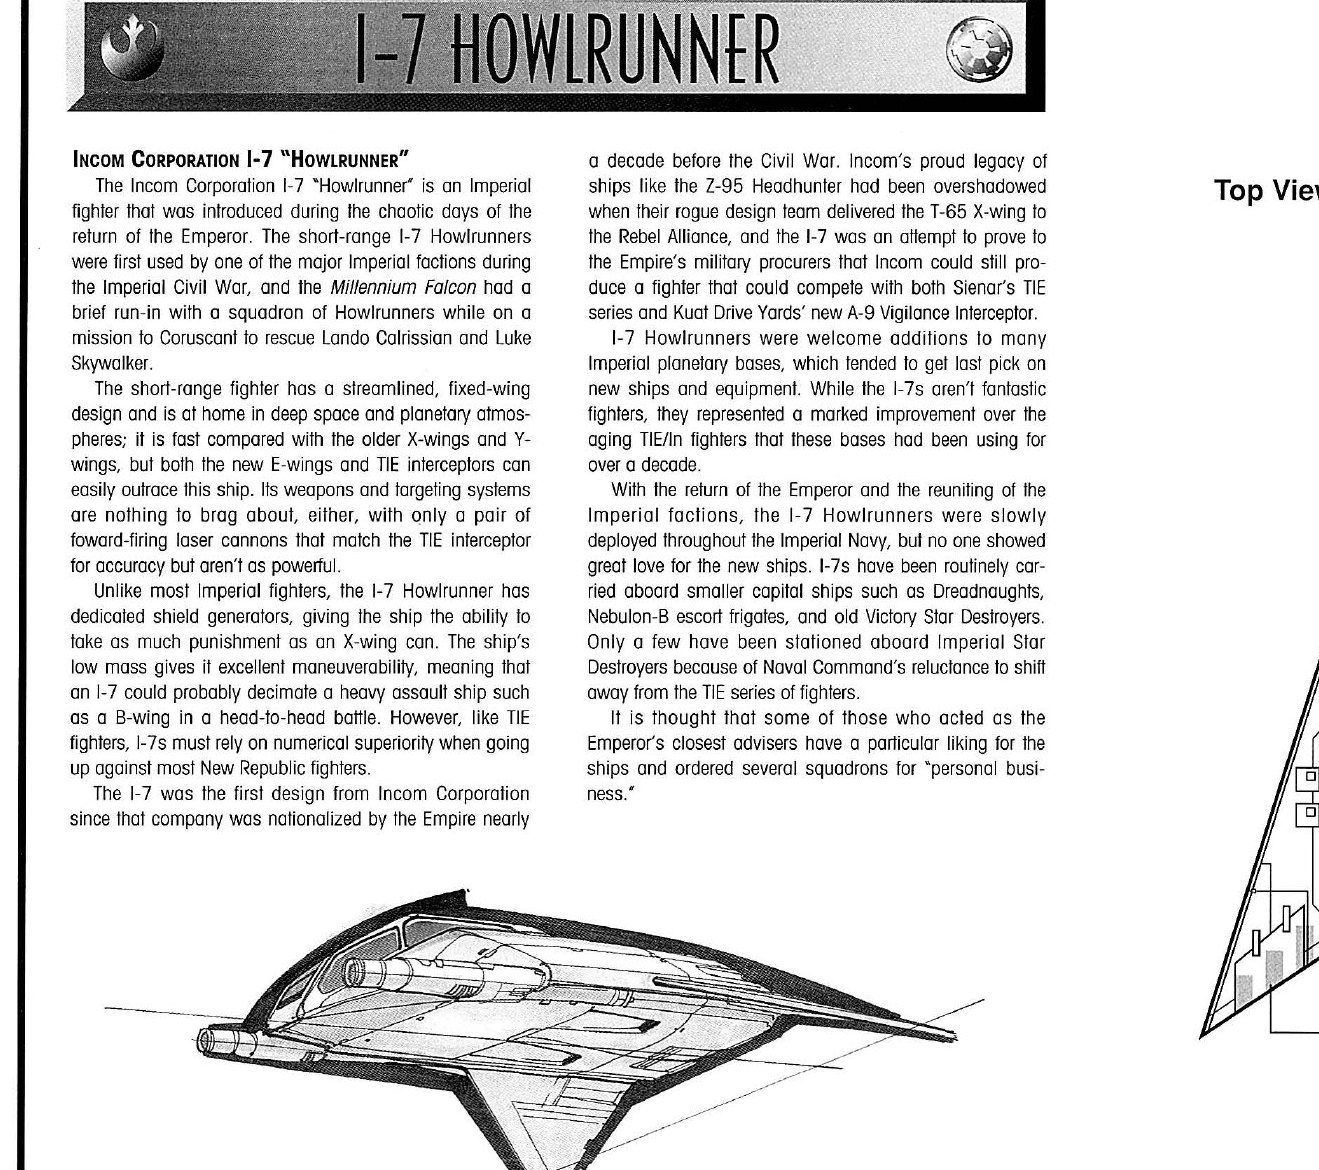 I-7 HOWLRUNNER
INCOM CORPORATION I-7 "HOWLRUNNER"
The Incom Corporation I-7 "Howlrunner" is an Imperial
fighter that was introduced during the chaotic days of the
return of the Emperor. The short-range I-7 Howlrunners
were first used by one of the major Imperial factions during
the Imperial Civil War, and the Millennium Falcon had a
brief run-in with a squadron of Howlrunners while on a
mission to Coruscant to rescue Lando Calrissian and Luke
Skywalker.
The short-range fighter has a streamlined, fixed-wing
design and is at home in deep space and planetary atmos-
pheres; it is fast compared with the older X-wings and Y-
wings, but both the new E-wings and TIE interceptors can
easily outrace this ship. Its weapons and targeting systems
are nothing to brag about, either, with only a pair of
foward-firing laser cannons that match the TIE interceptor
for accuracy but aren't as powerful.
Unlike most Imperial fighters, the I-7 Howlrunner has
dedicated shield generators, giving the ship the ability to
take as much punishment as an X-wing can. The ship's
low mass gives it excellent maneuverability, meaning that
an I-7 could probably decimate a heavy assault ship such
as a B-wing in a head-to-head battle. However, like TIE
fighters, I-7s must rely on numerical superiority when going
up against most New Republic fighters.
The I-7 was the first design from Incom Corporation
since that company was nationalized by the Empire nearly
a decade before the Civil War. Incom's proud legacy of
ships like the Z-95 Headhunter had been overshadowed
when their rogue design team delivered the T-65 X-wing to
the Rebel Alliance, and the I-7 was an attempt to prove to
the Empire's military procurers that Incom could still pro-
duce a fighter that could compete with both Sienar's TIE
series and Kuat Drive Yards' new A-9 Vigilance Interceptor.
I-7 Howlrunners were welcome additions to many
Imperial planetary bases, which tended to get last pick on
new ships and equipment. While the I-7s aren't fantastic
fighters, they represented a marked improvement over the
aging TIE/In fighters that these bases had been using for
over a decade.
With the return of the Emperor and the reuniting of the
Imperial factions, the I-7 Howlrunners were slowly
deployed throughout the Imperial Navy, but no one showed
great love for the new ships. I-7s have been routinely car-
ried aboard smaller capital ships such as Dreadnaughts,
Nebulon-B escort frigates, and old Victory Star Destroyers.
Only a few have been stationed aboard Imperial Star
Destroyers because of Naval Command's reluctance to shift
away from the TIE series of fighters.
It is thought that some of those who acted as the
Emperor's closest advisers have a particular liking for the
ships and ordered several squadrons for "personal busi-
ness."
Top View